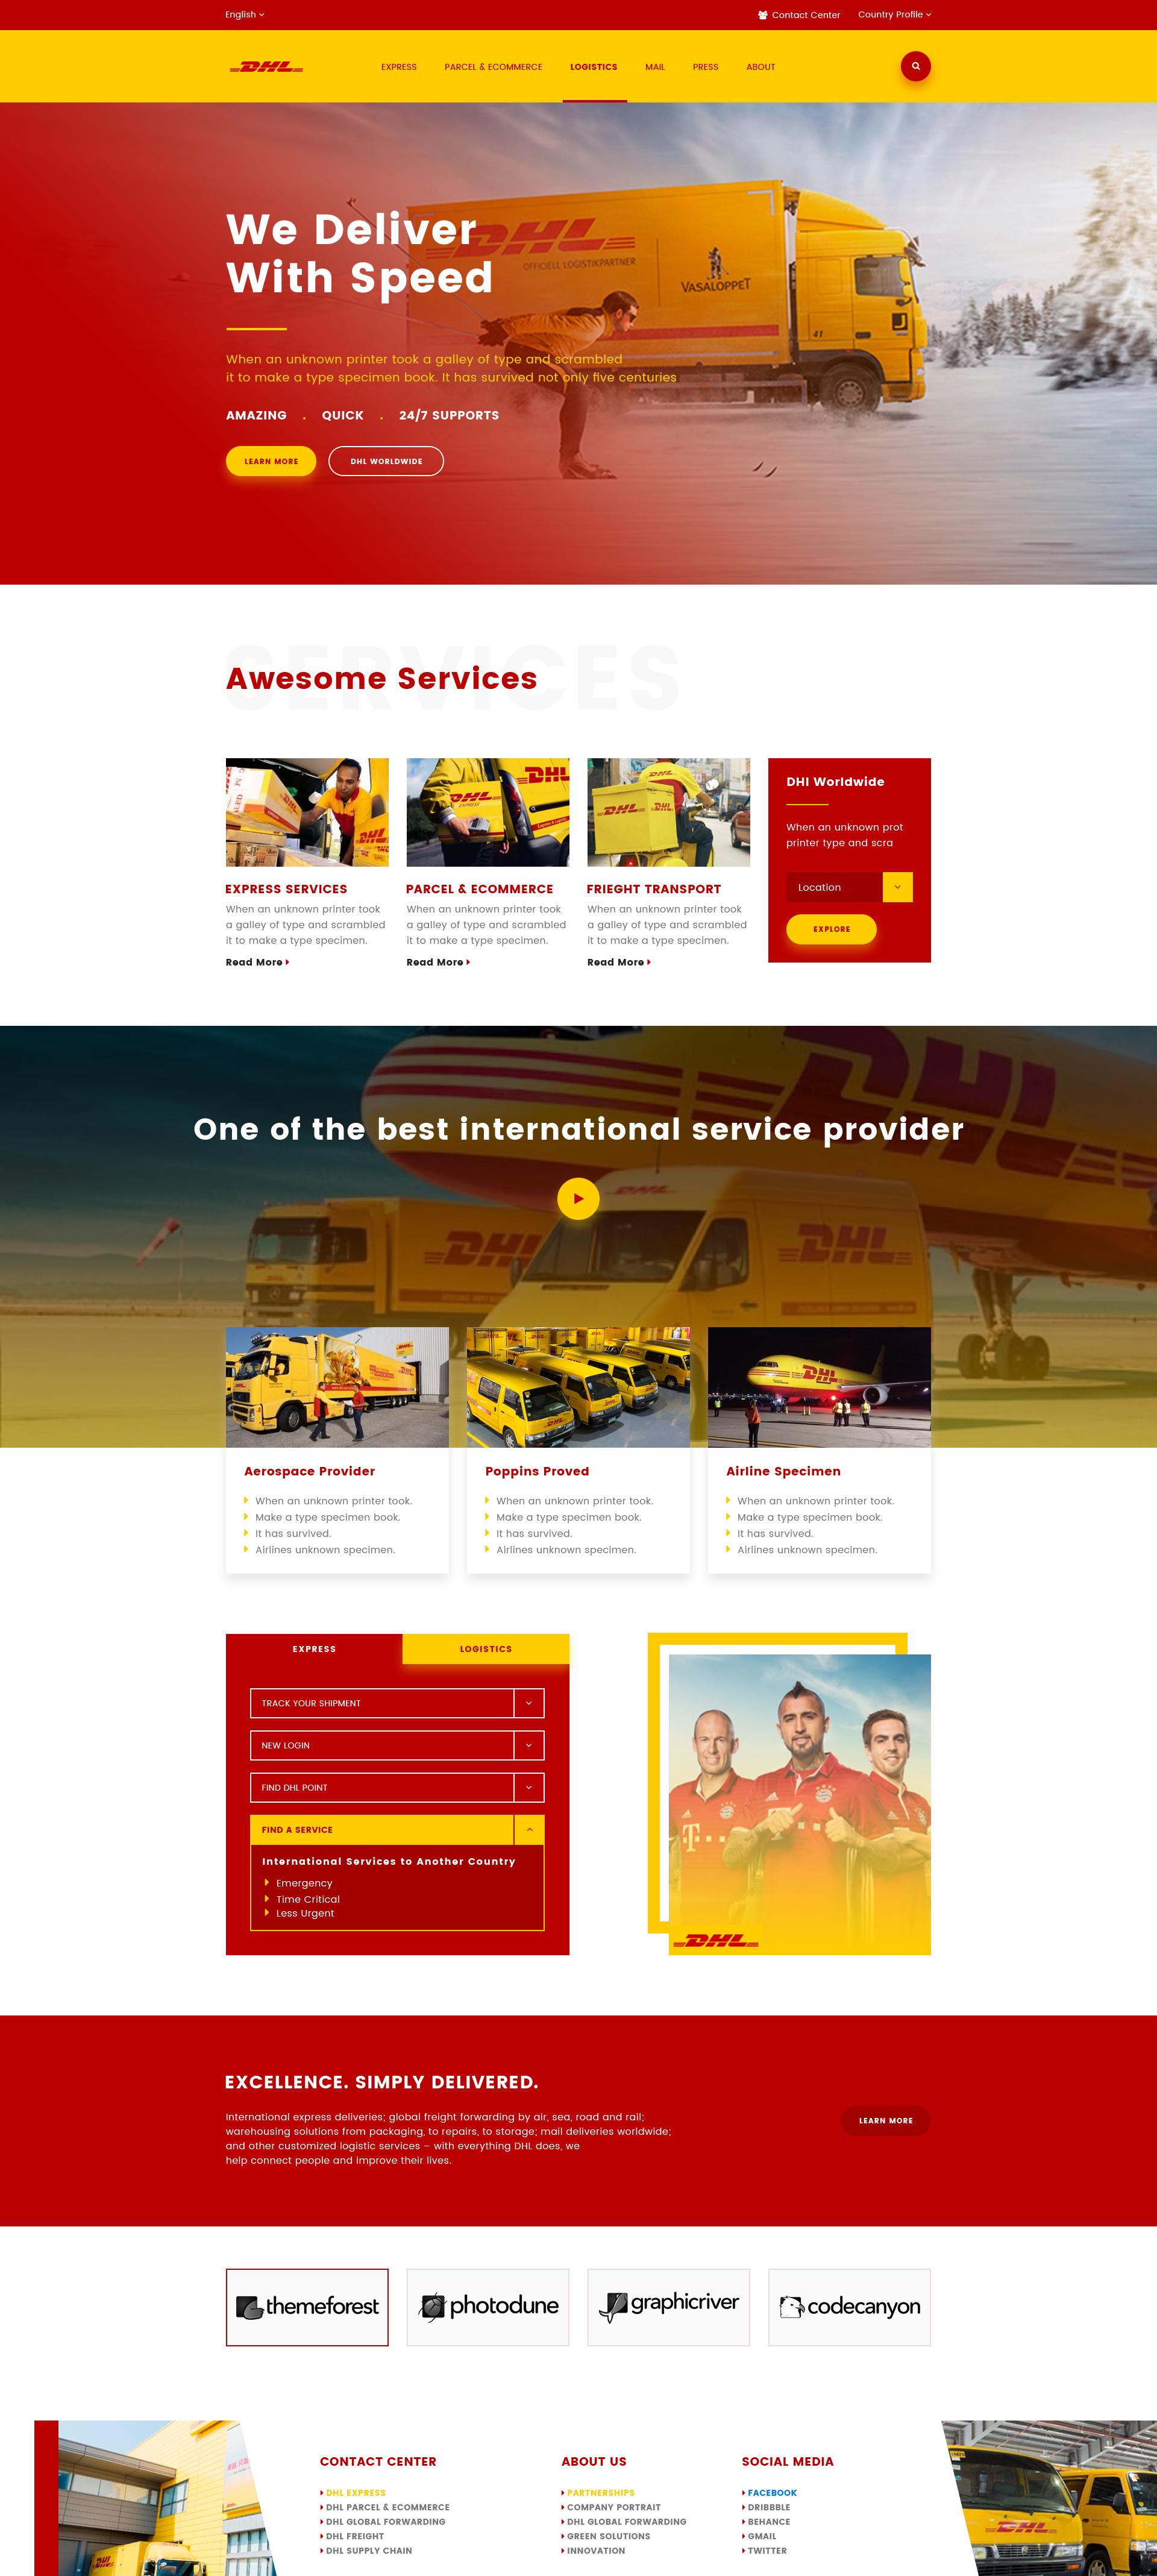 English
Contact Center
Country Profile
DHL
EXPRESS
PARCEL & ECOMMERCE
LOGISTICS
MAIL
PRESS
ABOUT
DHL
OFFICIELL LOGISTIKPARTNER
VASALOPPET
41
We Deliver
With Speed
When an unknown printer took a galley of type and scrambled
it to make a type specimen book. It has survived not only five centuries
AMAZING . QUICK . 24/7 SUPPORTS
LEARN MORE
DHL WORLDWIDE
SERVICES
Awesome Services
EXPRESS SERVICES
When an unknown printer took
a galley of type and scrambled
it to make a type specimen.
Read More
PARCEL & ECOMMERCE
When an unknown printer took
a galley of type and scrambled
it to make a type specimen.
Read More
FRIEGHT TRANSPORT
When an unknown printer took
a galley of type and scrambled
it to make a type specimen.
Read More
DHl Worldwide
When an unknown prot
printer type and scra
Location
EXPLORE
One of the best international service provider
DHL
DHL
DHL
Aerospace Provider
When an unknown printer took.
Make a type specimen book.
It has survived.
Airlines unknown specimen.
Poppins Proved
When an unknown printer took.
Make a type specimen book.
It has survived.
Airlines unknown specimen.
Airline Specimen
When an unknown printer took.
Make a type specimen book.
It has survived.
Airlines unknown specimen.
EXPRESS
LOGISTICS
TRACK YOUR SHIPMENT
NEW LOGIN
FIND DHL POINT
FIND A SERVICE
International Services to Another Country
Emergency
Time Critical
Less Urgent
DHL
EXCELLENCE. SIMPLY DELIVERED.
International express deliveries; global freight forwarding by air, sea, road and rail;
warehousing solutions from packaging, to repairs, to storage; mail deliveries worldwide;
and other customized logistic services – with everything DHL does, we
help connect people and improve their lives.
LEARN MORE
themeforest
photodune
graphicriver
codecanyon
CONTACT CENTER
DHL EXPRESS
DHL PARCEL & ECOMMERCE
DHL GLOBAL FORWARDING
DHL FREIGHT
DHL SUPPLY CHAIN
ABOUT US
PARTNERSHIPS
COMPANY PORTRAIT
DHL GLOBAL FORWARDING
GREEN SOLUTIONS
INNOVATION
SOCIAL MEDIA
FACEBOOK
DRIBBBLE
BEHANCE
GMAIL
TWITTER